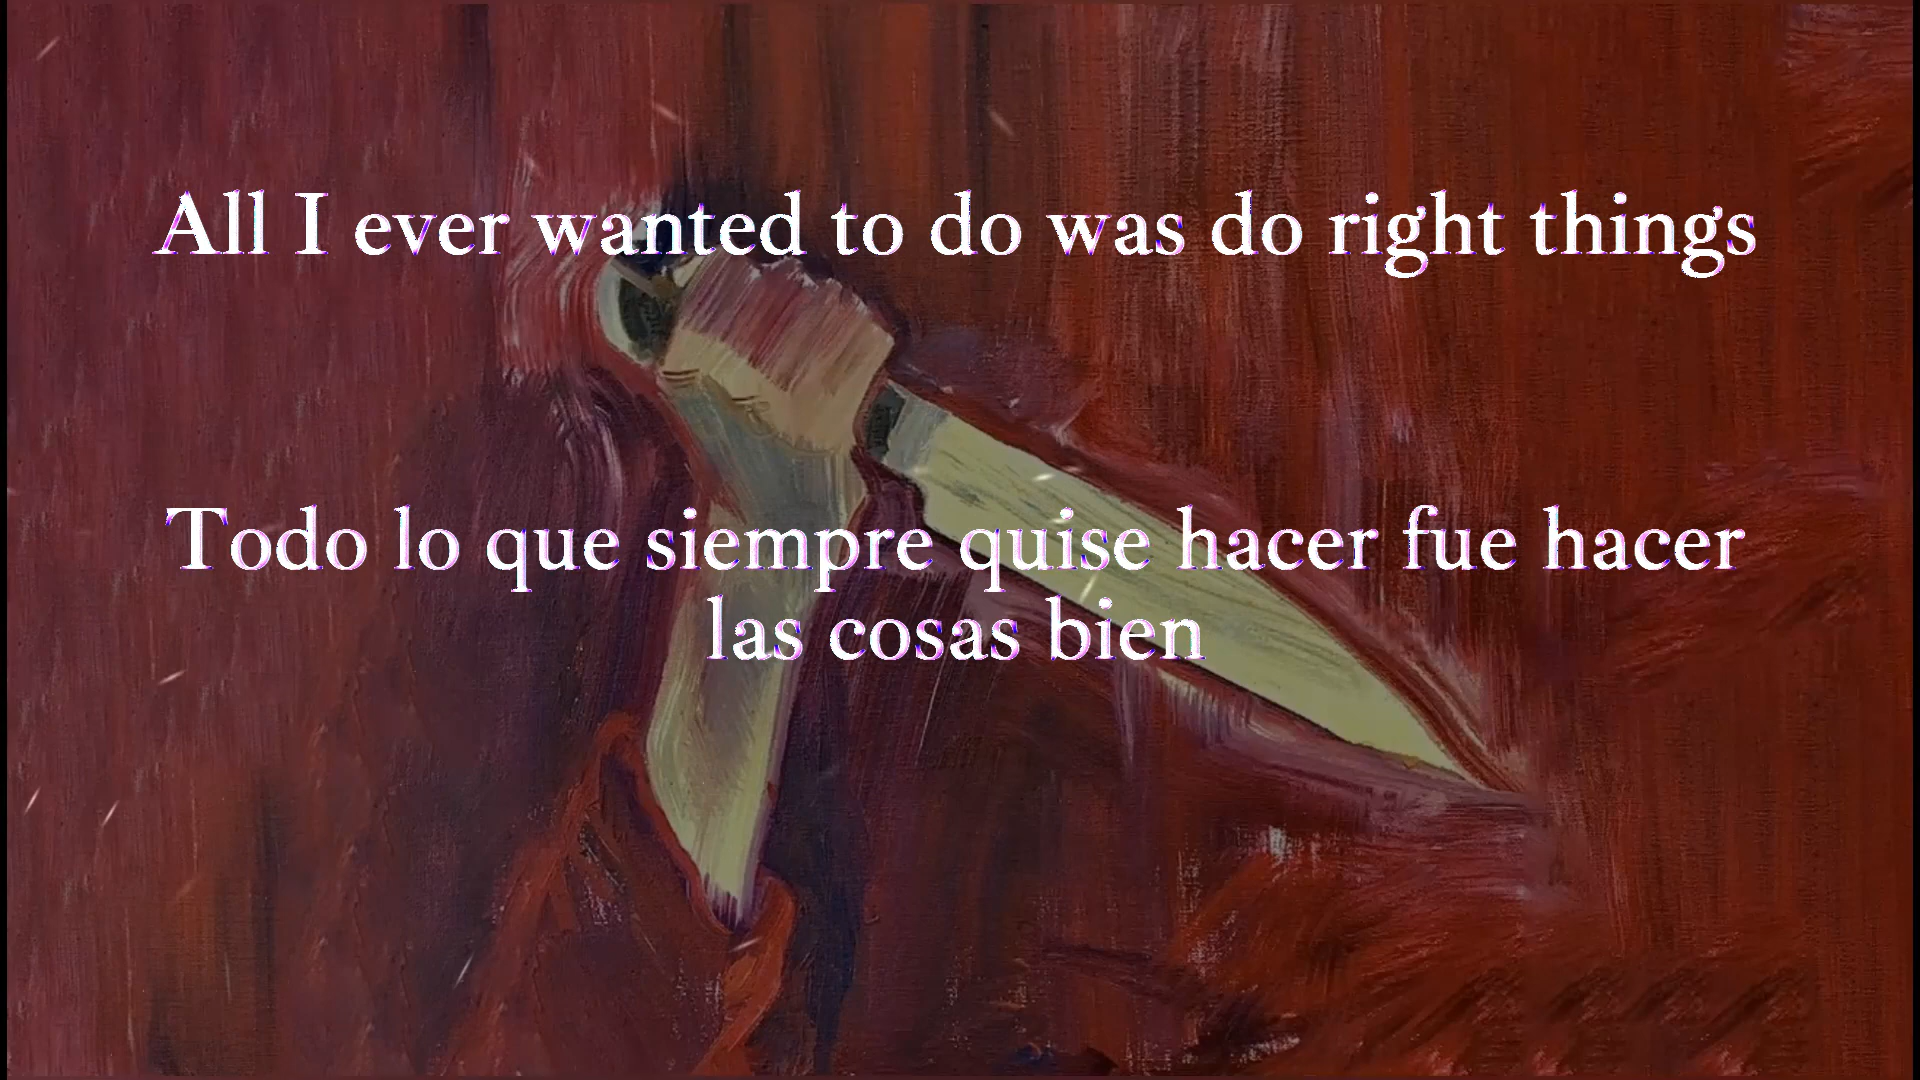 All I ever wanted to do was do right things
Todo lo que siempre quise hacer fue hacer
las cosas bien